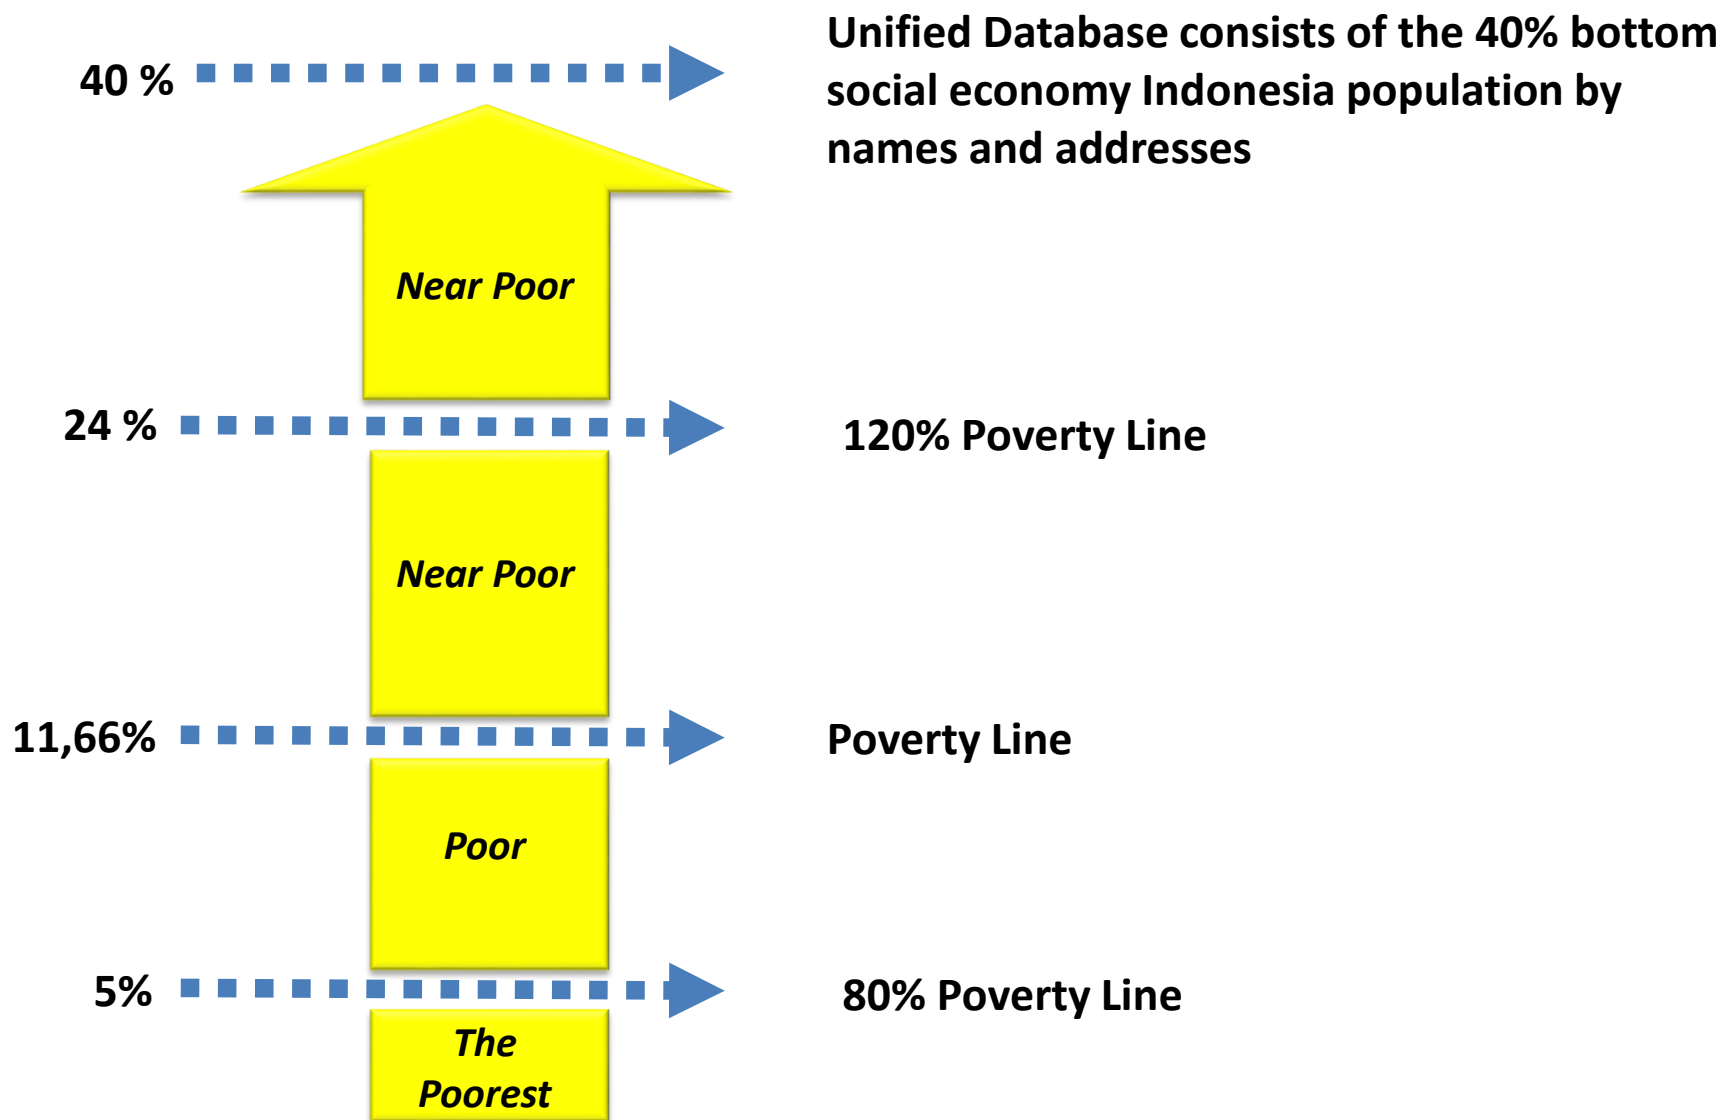 40 %
Unified Database consists of the 40% bottom
social economy Indonesia population by
names and addresses
Near Poor
24 %
120% Poverty Line
Near Poor
11,66%
Poverty Line
Poor
5%
80% Poverty Line
The
Poorest